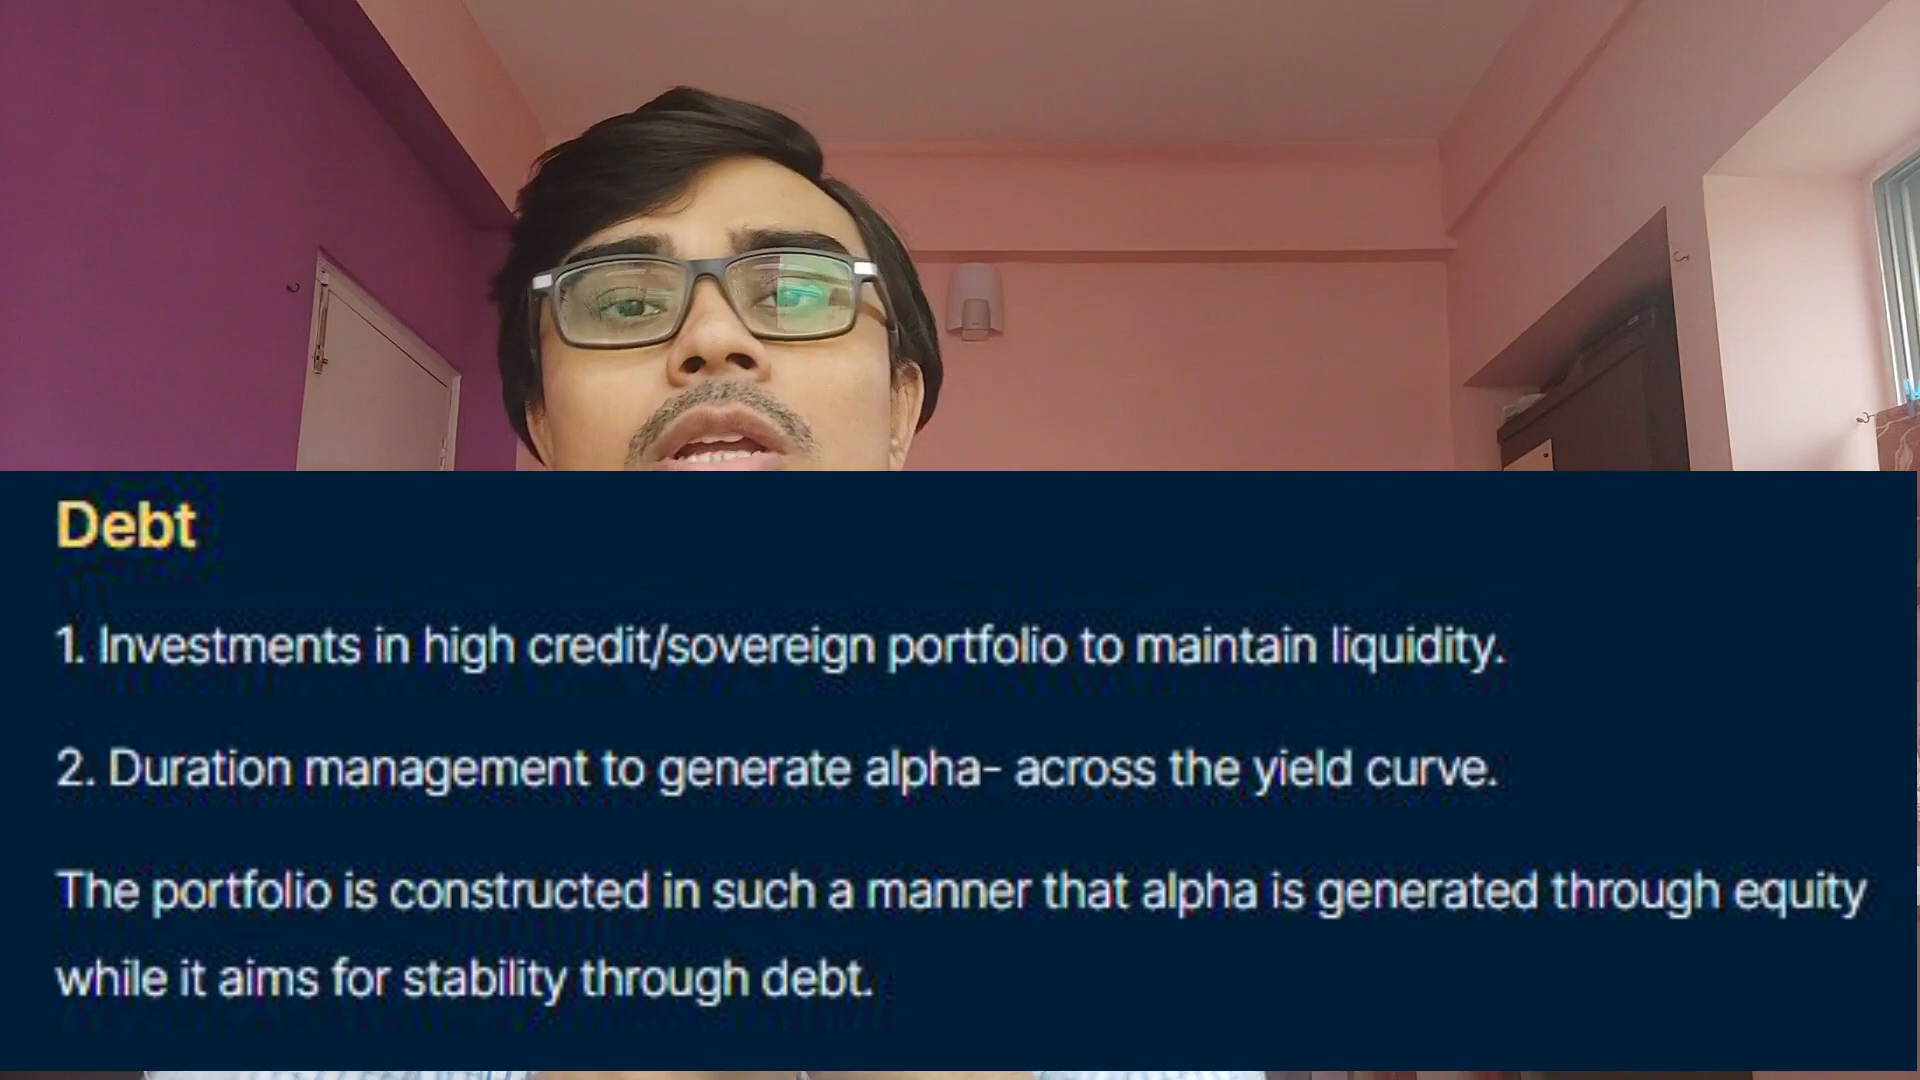 Debt
1. Investments in high credit/sovereign portfolio to maintain liquidity.
2. Duration management to generate alpha- across the yield curve.
The portfolio is constructed in such a manner that alpha is generated through equity
while it aims for stability through debt.